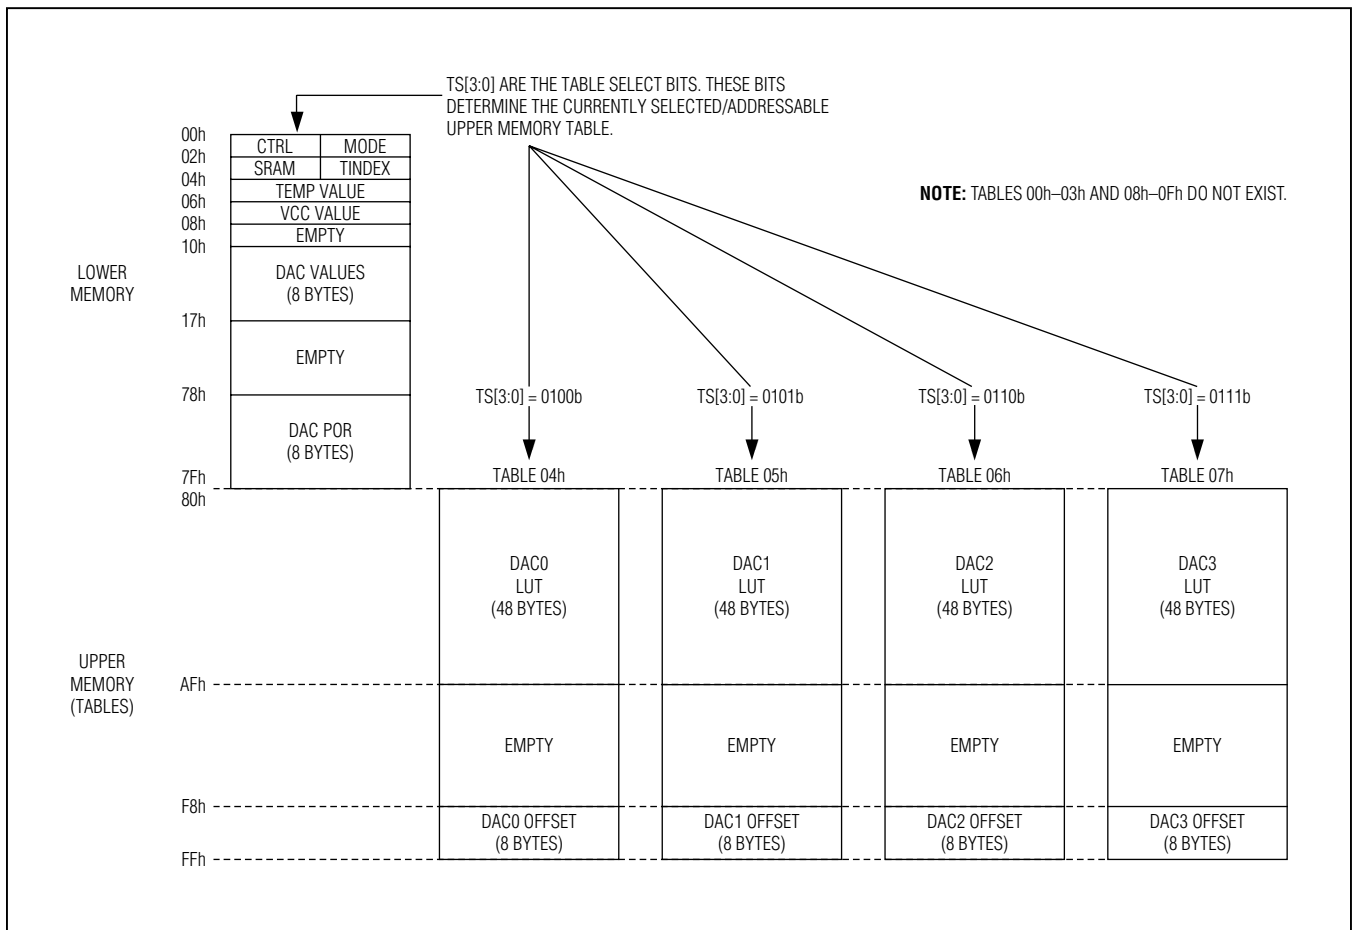 TS[3:0] ARE THE TABLE SELECT BITS. THESE BITS
DETERMINE THE CURRENTLY SELECTED/ADDRESSABLE
UPPER MEMORY TABLE.
NOTE: TABLES 00h–03h AND 08h–0Fh DO NOT EXIST.
LOWER
MEMORY
00h
CTRL MODE
02h
SRAM TINDEX
04h
TEMP VALUE
06h
VCC VALUE
08h
EMPTY
10h
DAC VALUES
(8 BYTES)
17h
EMPTY
78h
DAC POR
(8 BYTES)
7Fh
80h
TS[3:0] = 0100b
TS[3:0] = 0101b
TS[3:0] = 0110b
TS[3:0] = 0111b
TABLE 04h
TABLE 05h
TABLE 06h
TABLE 07h
UPPER
MEMORY
(TABLES)
DAC0
LUT
(48 BYTES)
DAC1
LUT
(48 BYTES)
DAC2
LUT
(48 BYTES)
DAC3
LUT
(48 BYTES)
AFh
EMPTY
EMPTY
EMPTY
EMPTY
F8h
DAC0 OFFSET
(8 BYTES)
DAC1 OFFSET
(8 BYTES)
DAC2 OFFSET
(8 BYTES)
DAC3 OFFSET
(8 BYTES)
FFh